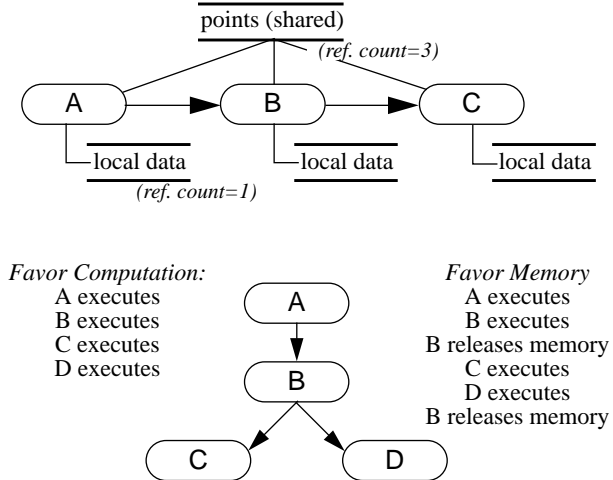 points (shared)
(ref. count=3)
A
B
C
local data
local data
local data
(ref. count=1)
Favor Computation:
A executes
B executes
C executes
D executes
A
B
C
D
Favor Memory
A executes
B executes
B releases memory
C executes
D executes
B releases memory